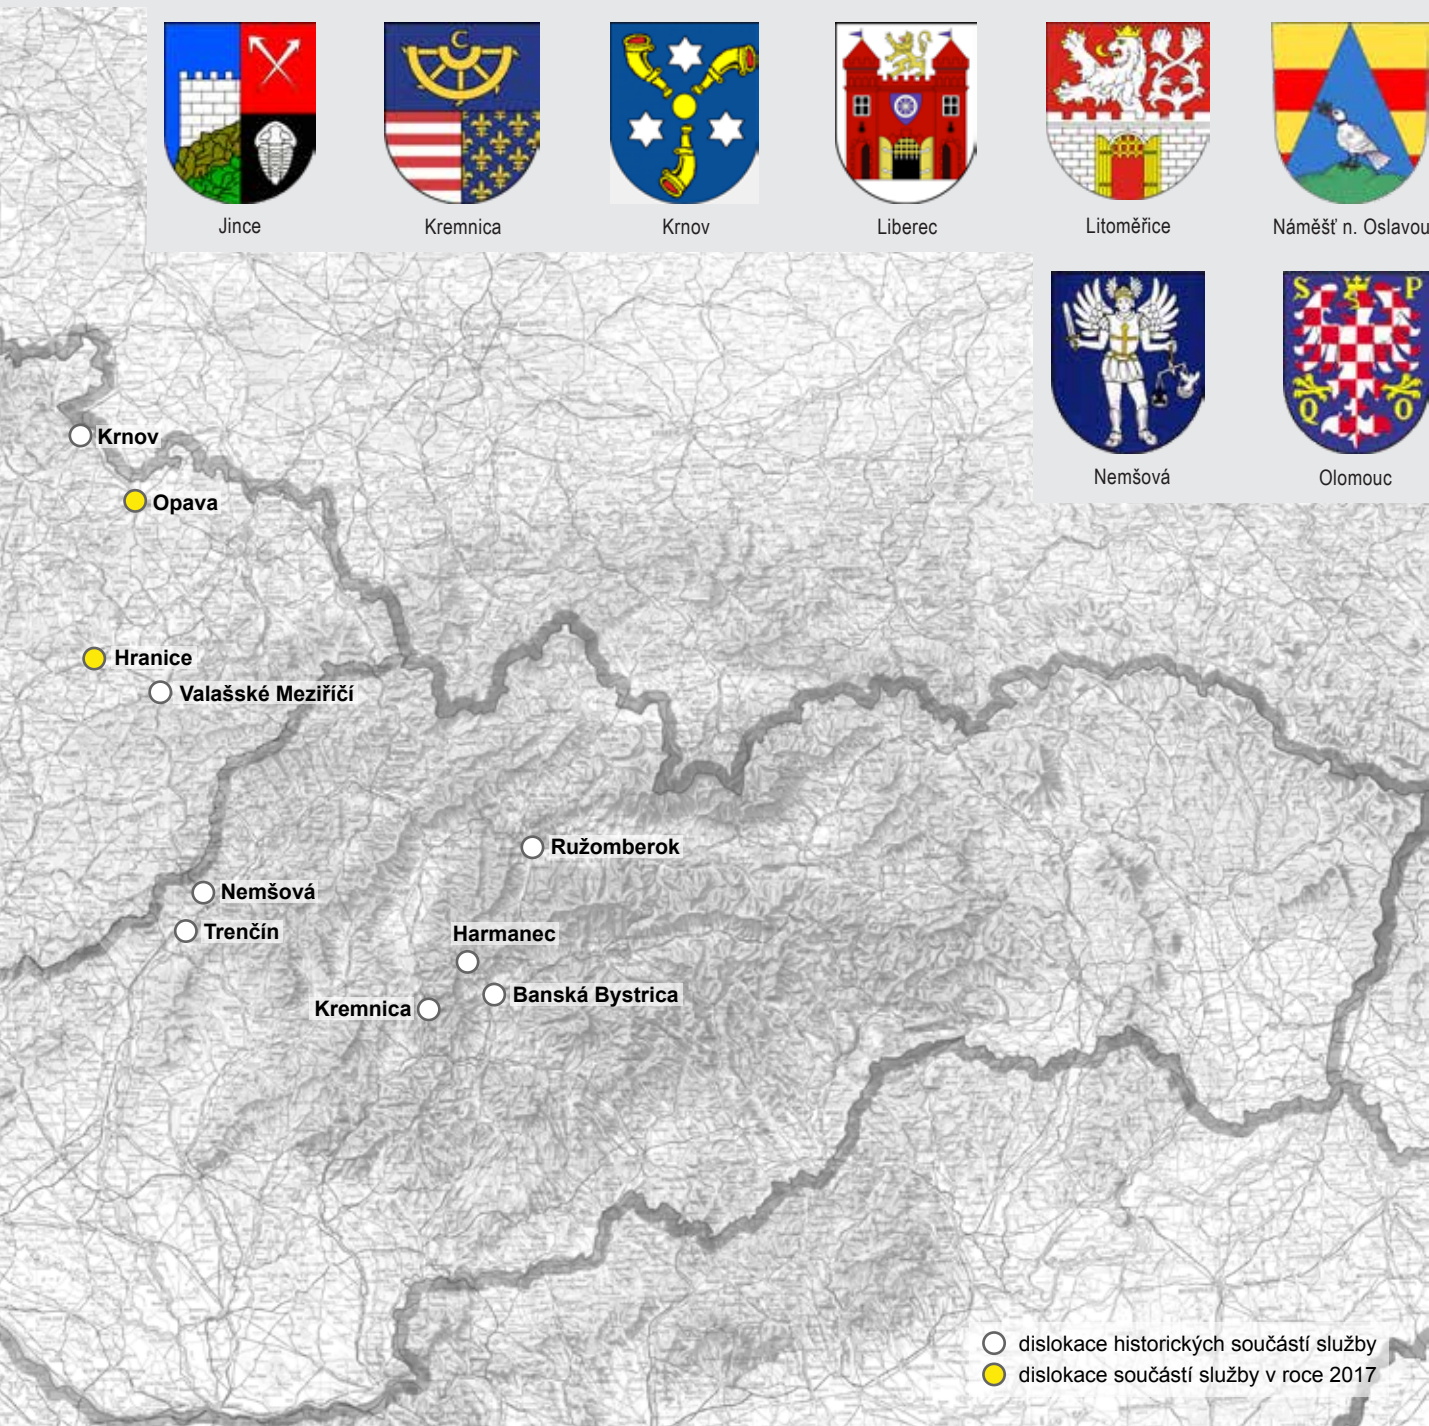 Jince
Kremnica
Krnov
Liberec
Litoměřice
Náměšť n. Oslavou
C
S P
Q O
Nemšová
Olomouc
Krnov
Opava
Hranice
Valašské Meziříčí
Ružomberok
Nemšová
Trenčín
Harmanec
Banská Bystrica
Kremnica
dislokace historických součástí služby
dislokace součástí služby v roce 2017